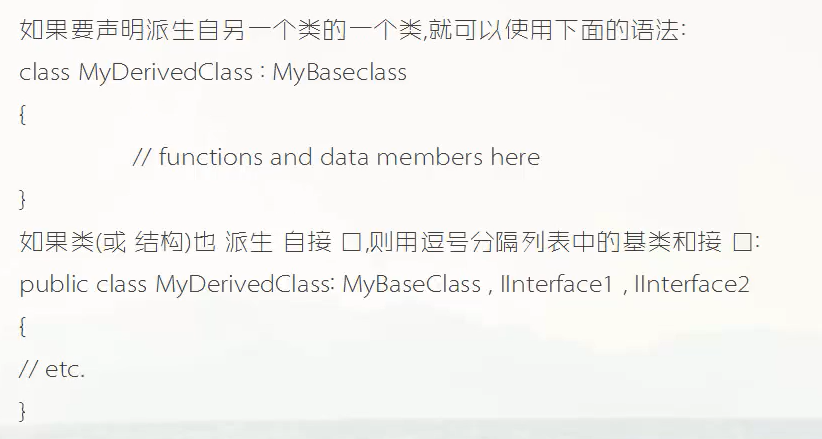 如果要声明派生自另一个类的一个类,就可以使用下面的语法:
class MyDerivedClass : MyBaseclass
{
// functions and data members here
}
如果类(或 结构)也 派生 自接 口,则用逗号分隔列表中的基类和接 口:
public class MyDerivedClass: MyBaseClass , IInterface1 , IInterface2
{
// etc.
}